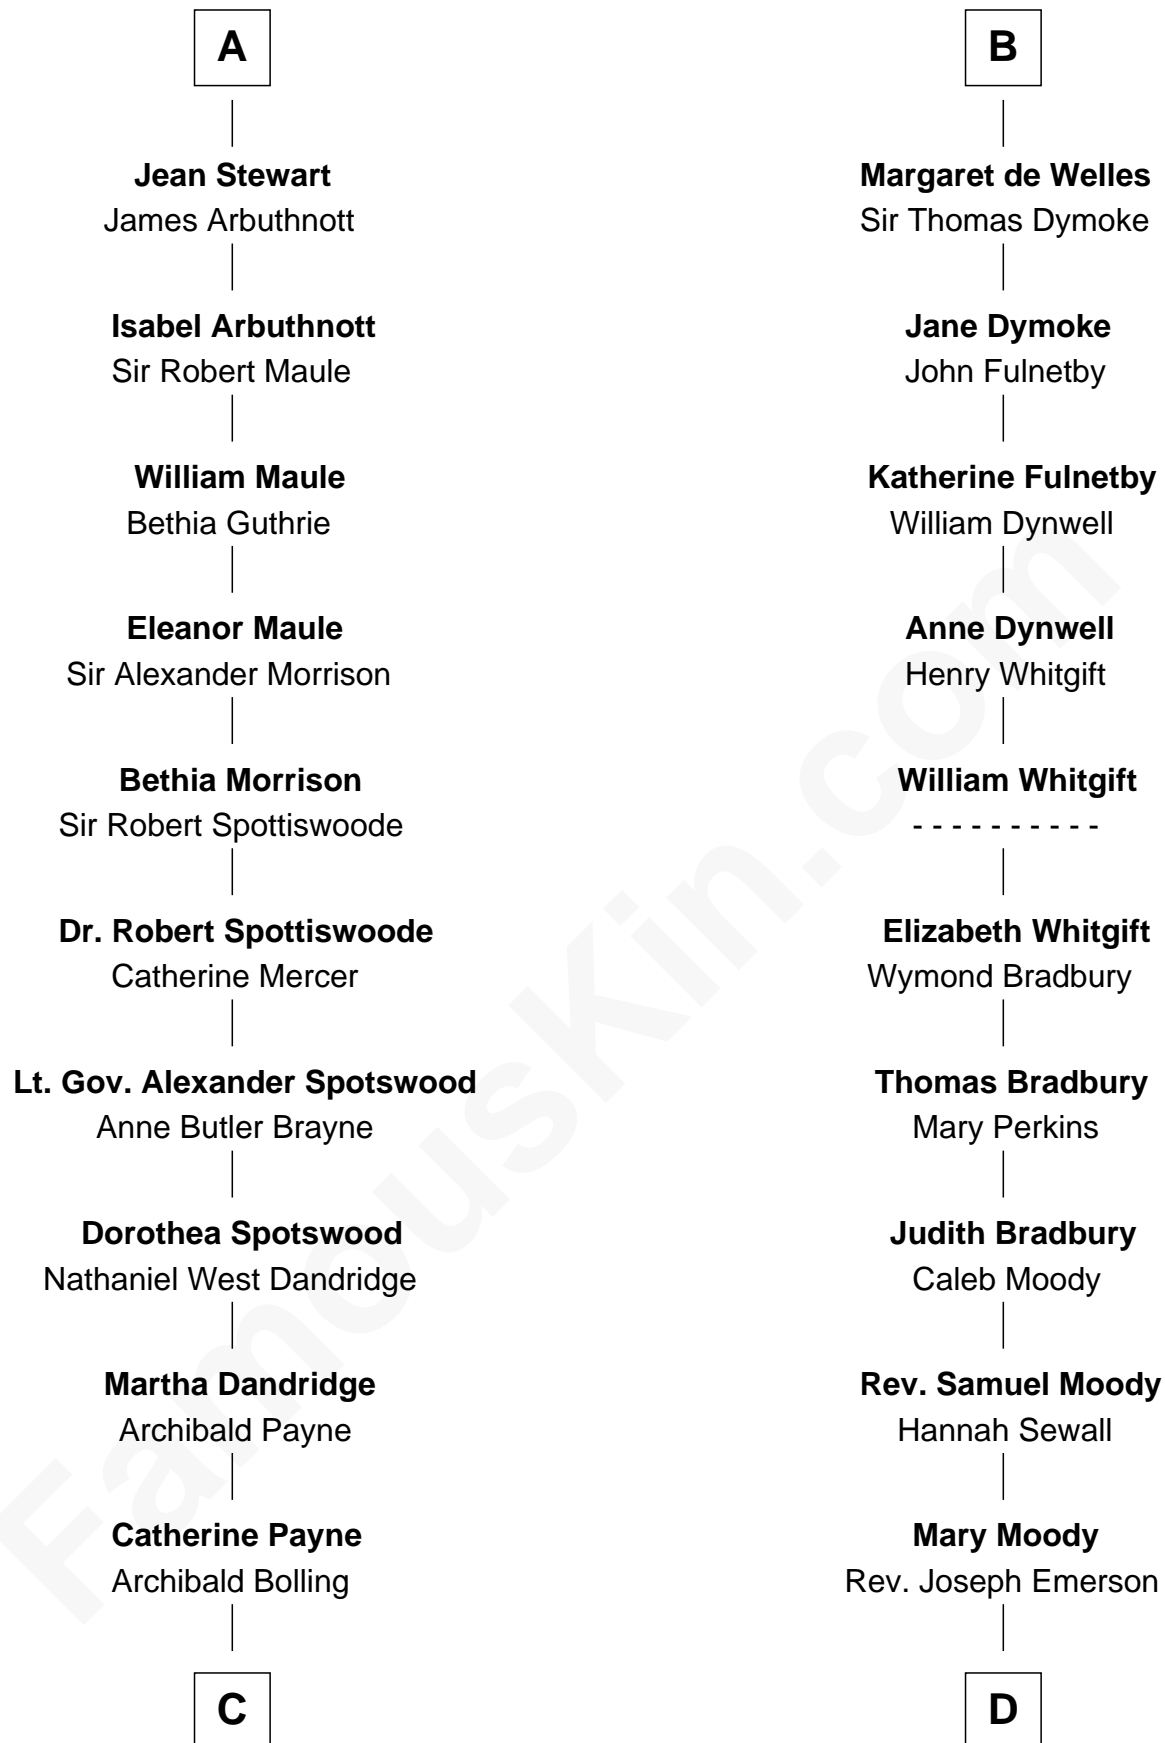 A
Jean Stewart
James Arbuthnott
Isabel Arbuthnott
Sir Robert Maule
William Maule
Bethia Guthrie
Eleanor Maule
Sir Alexander Morrison
Bethia Morrison
Sir Robert Spottiswoode
Dr. Robert Spottiswoode
Catherine Mercer
Lt. Gov. Alexander Spotswood
Anne Butler Brayne
Dorothea Spotswood
Nathaniel West Dandridge
Martha Dandridge
Archibald Payne
Catherine Payne
Archibald Bolling
C
B
Margaret de Welles
Sir Thomas Dymoke
Jane Dymoke
John Fulnetby
Katherine Fulnetby
William Dynwell
Anne Dynwell
Henry Whitgift
William Whitgift
- - - - - - - - - -
Elizabeth Whitgift
Wymond Bradbury
Thomas Bradbury
Mary Perkins
Judith Bradbury
Caleb Moody
Rev. Samuel Moody
Hannah Sewall
Mary Moody
Rev. Joseph Emerson
D
FamousKin.com